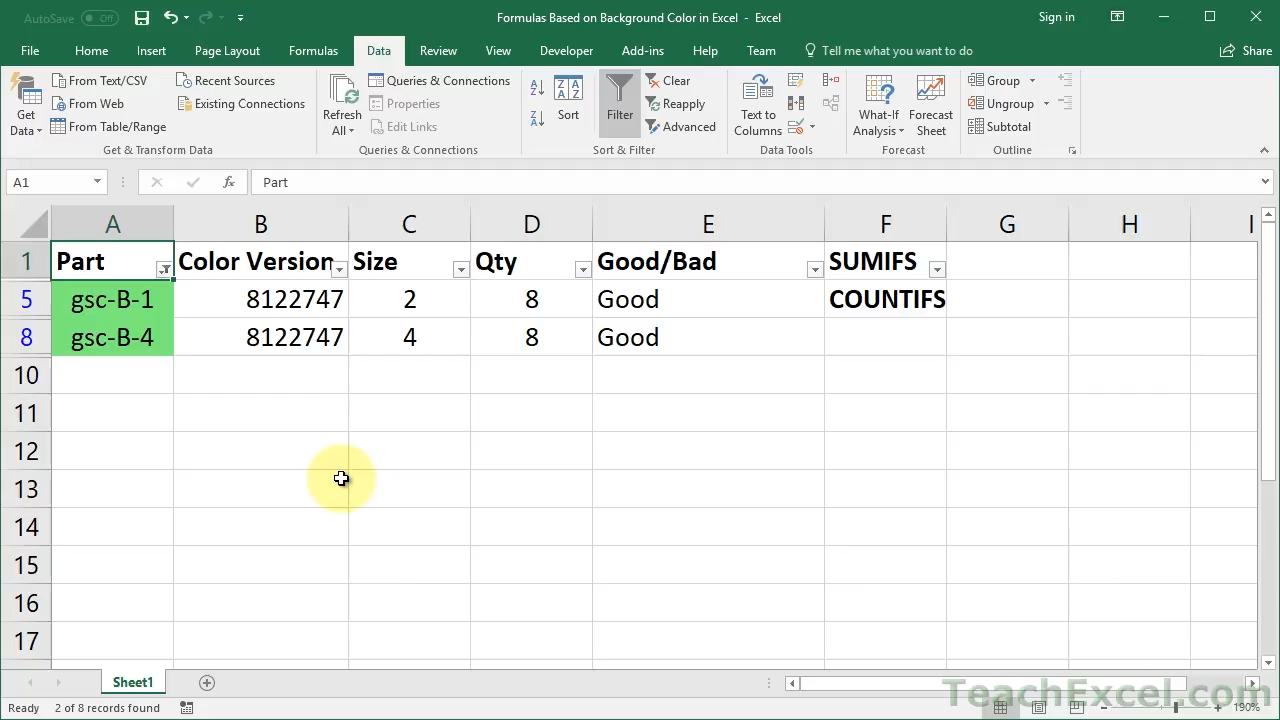 AutoSave Off Formulas Based on Background Color in Excel - Excel Sign in
File Home Insert Page Layout Formulas Data Review View Developer Add-ins Help Team Tell me what you want to do Share
Get Data
From Text/CSV
From Web
From Table/Range
Recent Sources
Existing Connections
Get & Transform Data
Refresh All
Queries & Connections
Properties
Edit Links
Queries & Connections
Sort
Filter
Clear
Reapply
Advanced
Sort & Filter
Text to Columns
Data Tools
What-If Analysis
Forecast Sheet
Forecast
Group
Ungroup
Subtotal
Outline
A1 fx Part
A B C D E F G H I
1 Part Color Version Size Qty Good/Bad SUMIFS
5 gsc-B-1 8122747 2 8 Good COUNTIFS
8 gsc-B-4 8122747 4 8 Good
10
11
12
13
14
15
16
17
Sheet1
Ready 2 of 8 records found 190%
TeachExcel.com